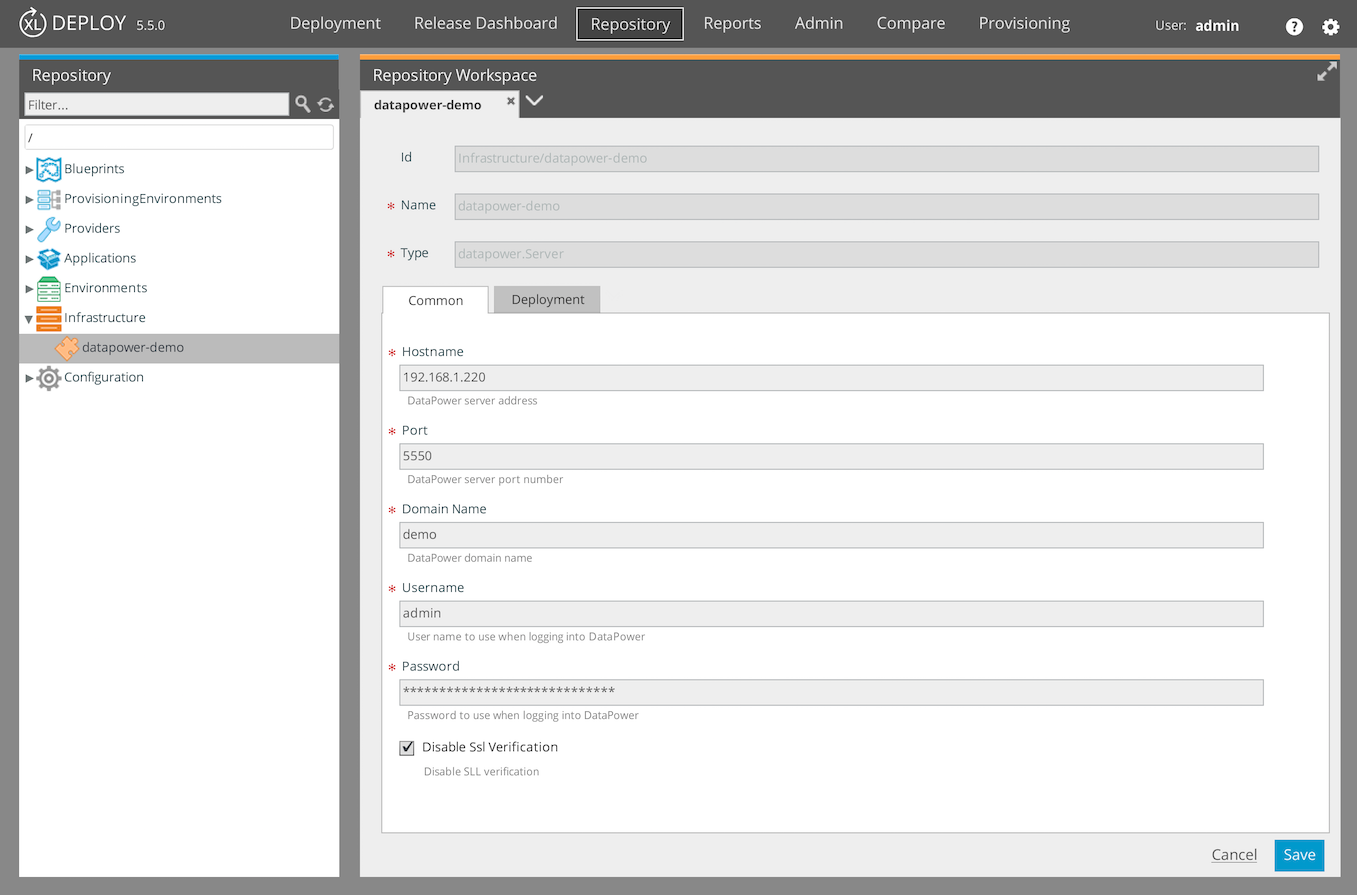 XL DEPLOY 5.5.0 Deployment Release Dashboard Repository Reports Admin Compare Provisioning User: admin ?
Repository
Filter...
/
Blueprints
ProvisioningEnvironments
Providers
Applications
Environments
Infrastructure
datapower-demo
Configuration
Repository Workspace
datapower-demo
Id Infrastructure/datapower-demo
* Name datapower-demo
* Type datapower.Server
Common Deployment
* Hostname
192.168.1.220
DataPower server address
* Port
5550
DataPower server port number
* Domain Name
demo
DataPower domain name
* Username
admin
User name to use when logging into DataPower
* Password
*****************************
Password to use when logging into DataPower
Disable Ssl Verification
Disable SLL verification
Cancel Save